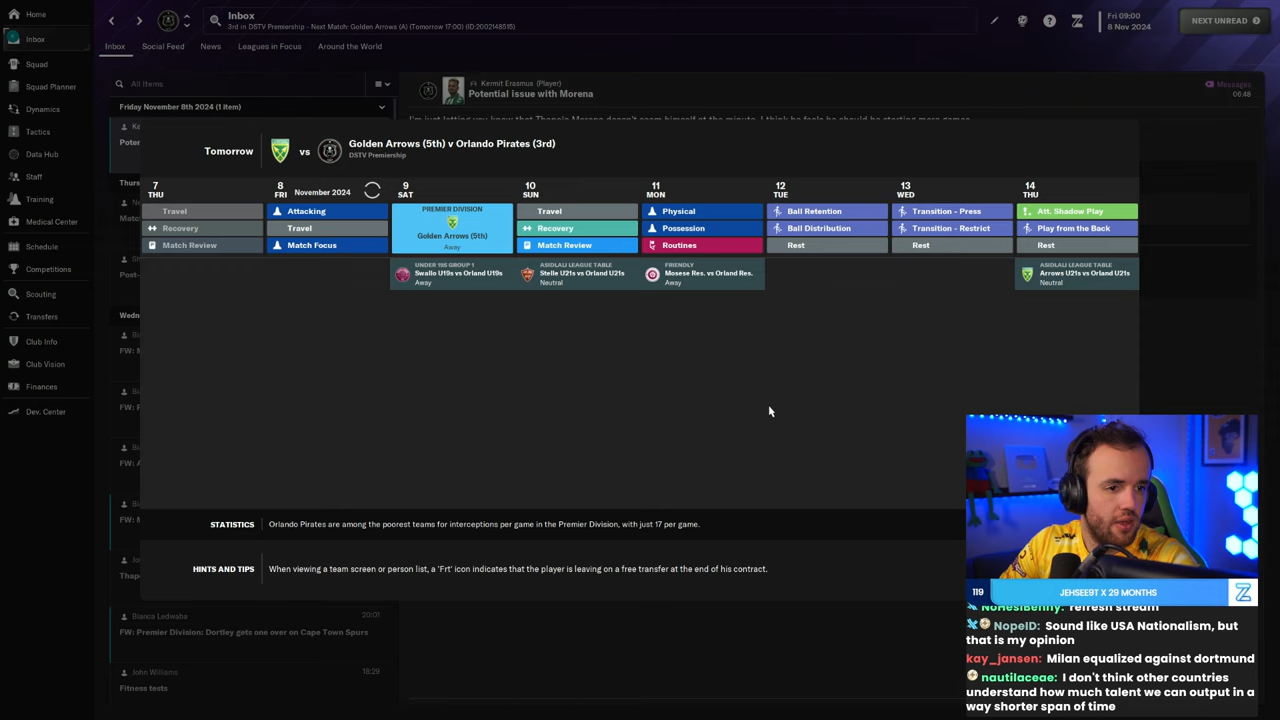 Home
Inbox
Squad
Squad Planner
Dynamics
Tactics
Data Hub
Staff
Training
Medical Center
Schedule
Competitions
Scouting
Transfers
Club Info
Club Vision
Finances
Dev. Center
Inbox
3rd in DSTV Premiership - Next Match: Golden Arrows (A) (Tomorrow 17:00) (ID:2002148515)
Fri 09:00
8 Nov 2024
NEXT UNREAD
Inbox
Social Feed
News
Leagues in Focus
Around the World
All Items
Friday November 8th 2024 (1 item)
Kermit Erasmus (Player)
Potential issue with Morena
Messages
06:48
Tomorrow
vs
Golden Arrows (5th) v Orlando Pirates (3rd)
DSTV Premiership
7
THU
8
FRI
November 2024
9
SAT
10
SUN
11
MON
12
TUE
13
WED
14
THU
Travel
Recovery
Match Review
Attacking
Travel
Match Focus
PREMIER DIVISION
Golden Arrows (5th)
Away
Travel
Recovery
Match Review
Physical
Possession
Routines
Ball Retention
Ball Distribution
Rest
Transition - Press
Transition - Restrict
Rest
Att. Shadow Play
Play from the Back
Rest
UNDER 19S GROUP 1
Swallo U19s vs Orland U19s
Away
ASIDLALI LEAGUE TABLE
Stelle U21s vs Orland U21s
Neutral
FRIENDLY
Mosese Res. vs Orland Res.
Away
ASIDLALI LEAGUE TABLE
Arrows U21s vs Orland U21s
Neutral
STATISTICS
Orlando Pirates are among the poorest teams for interceptions per game in the Premier Division, with just 17 per game.
HINTS AND TIPS
When viewing a team screen or person list, a 'Frt' icon indicates that the player is leaving on a free transfer at the end of his contract.
Bianca Ledwaba
20:01
FW: Premier Division: Dortley gets one over on Cape Town Spurs
John Williams
18:29
Fitness tests
119
JEHSEE9T X 29 MONTHS
NoHesiBenny: refresh stream
NopeID: Sound like USA Nationalism, but
that is my opinion
kay_jansen: Milan equalized against dortmund
nautilaceae: I don't think other countries
understand how much talent we can output in a
way shorter span of time